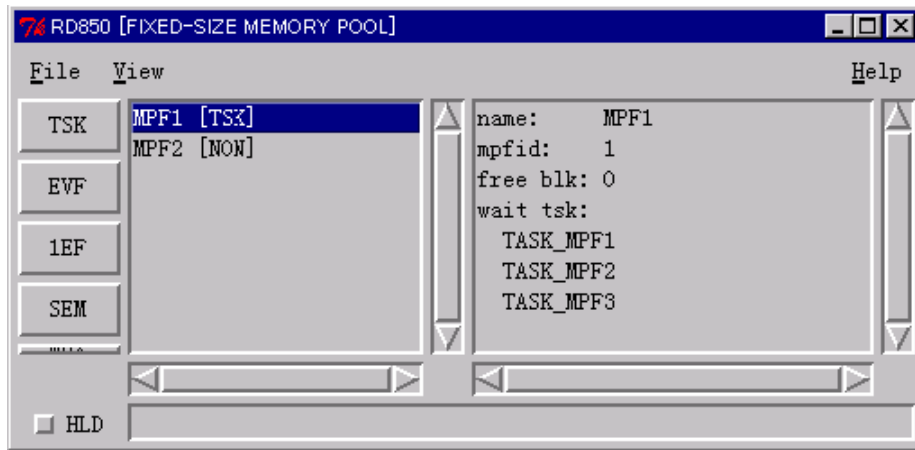 RD850 [FIXED-SIZE MEMORY POOL]
File View Help
TSK
EVF
1EF
SEM
MPF1 [TSK]
MPF2 [NON]
name: MPF1
mpfid: 1
free blk: 0
wait tsk:
TASK_MPF1
TASK_MPF2
TASK_MPF3
HLD